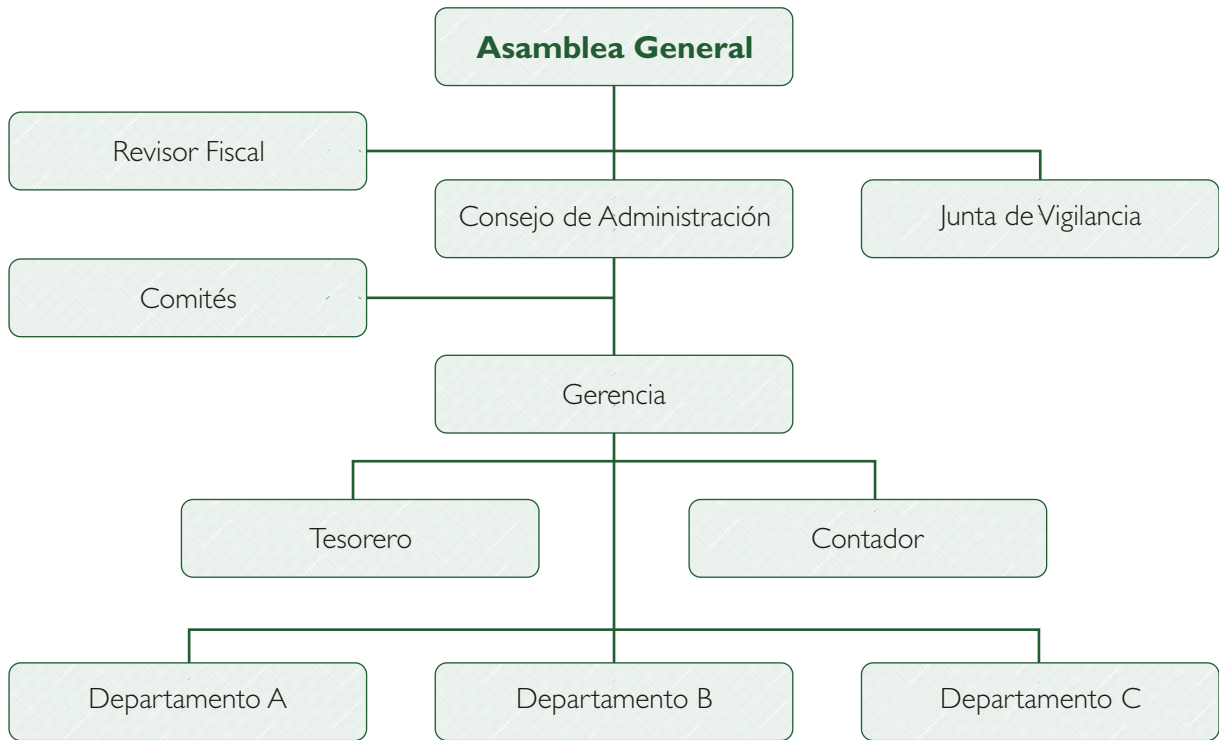 Asamblea General
Revisor Fiscal
Consejo de Administración
Junta de Vigilancia
Comités
Gerencia
Tesorero
Contador
Departamento A
Departamento B
Departamento C